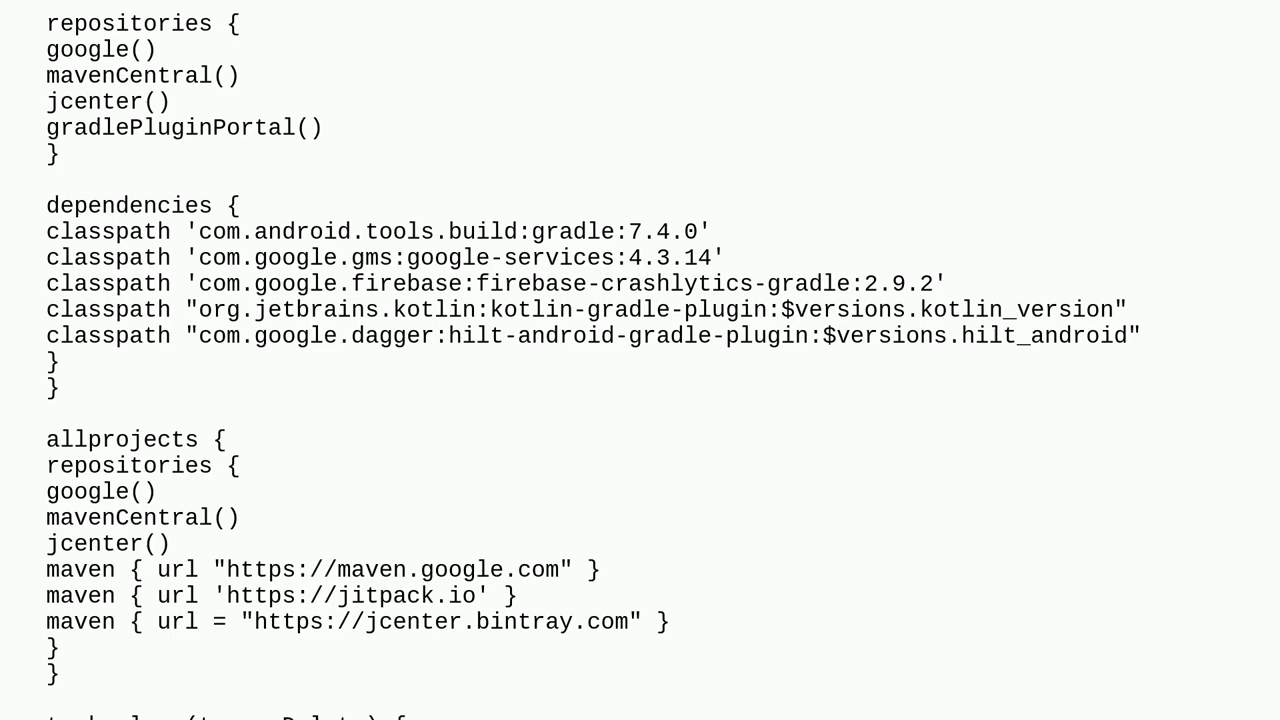 repositories {
google()
mavenCentral()
jcenter()
gradlePluginPortal()
}
dependencies {
classpath 'com.android.tools.build:gradle:7.4.0'
classpath 'com.google.gms:google-services:4.3.14'
classpath 'com.google.firebase:firebase-crashlytics-gradle:2.9.2'
classpath "org.jetbrains.kotlin:kotlin-gradle-plugin:$versions.kotlin_version"
classpath "com.google.dagger:hilt-android-gradle-plugin:$versions.hilt_android"
}
}
allprojects {
repositories {
google()
mavenCentral()
jcenter()
maven { url "https://maven.google.com" }
maven { url 'https://jitpack.io' }
maven { url = "https://jcenter.bintray.com" }
}
}